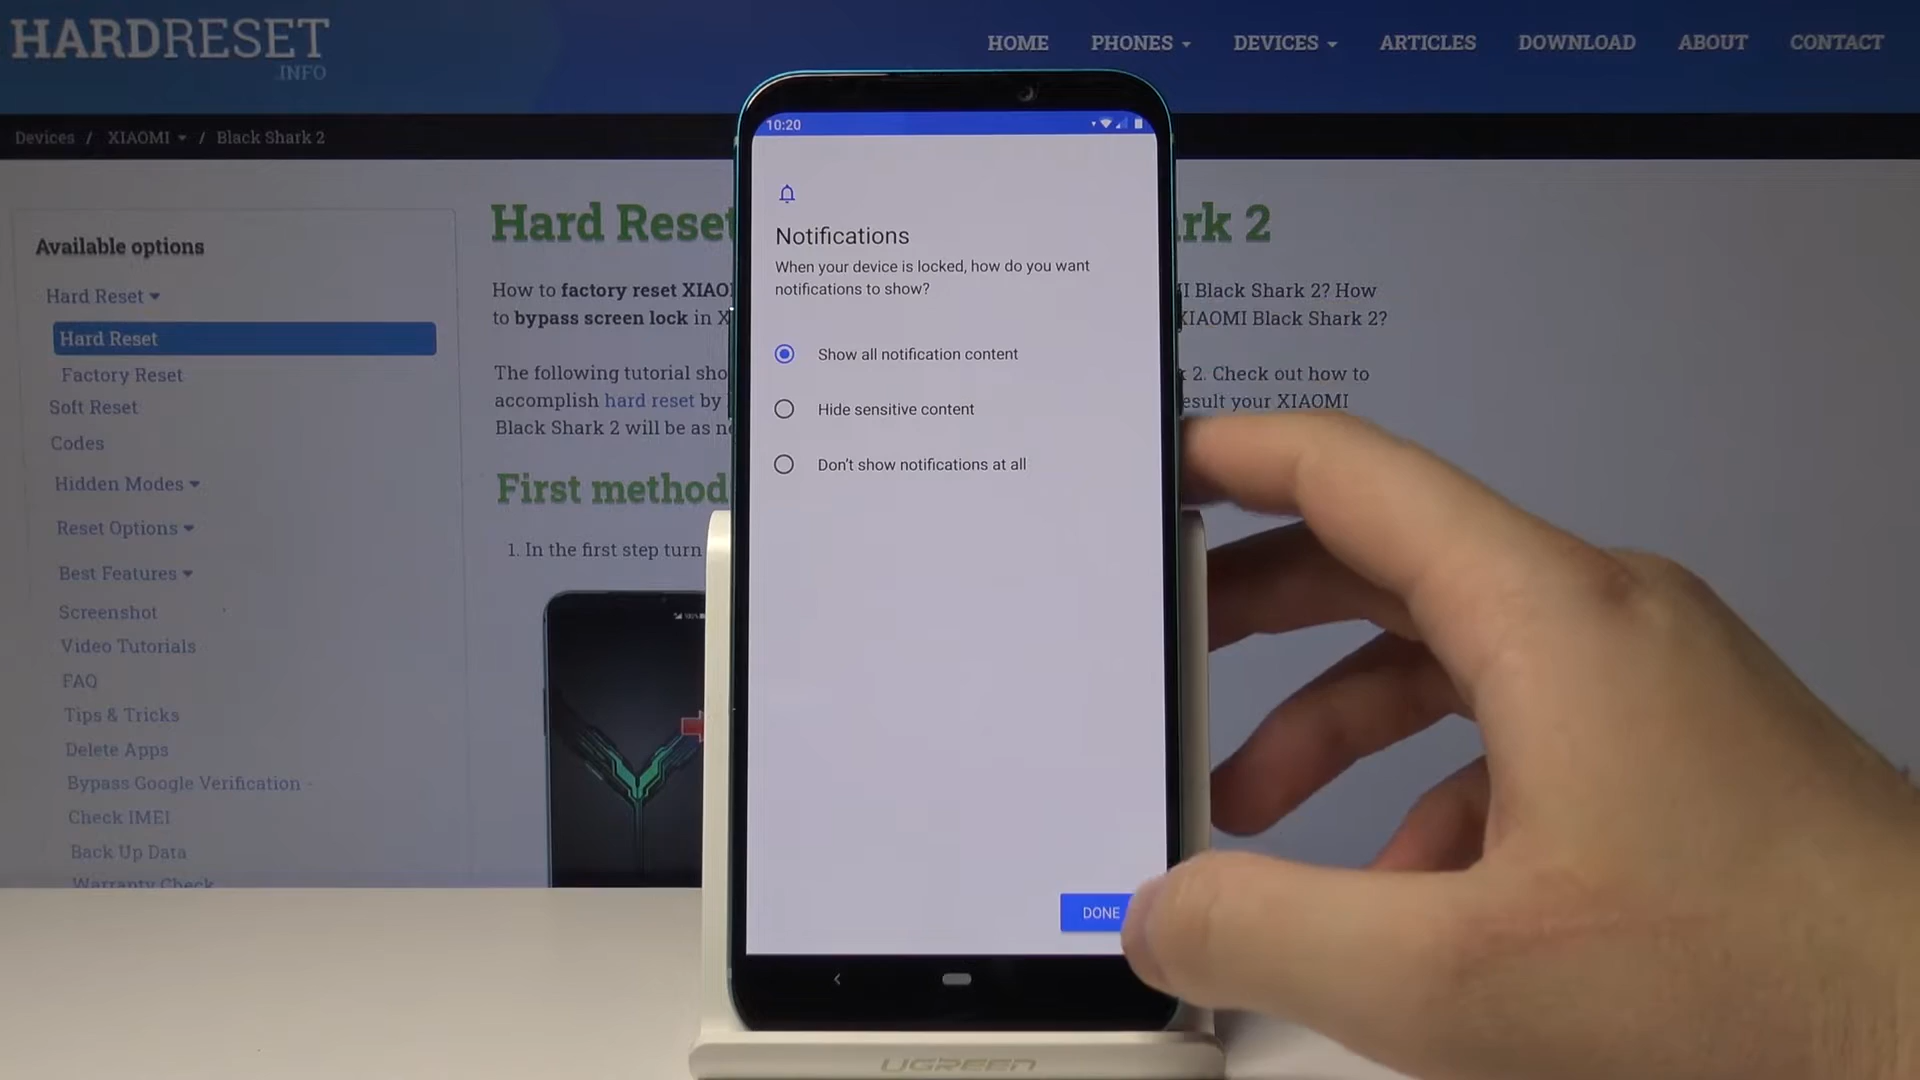 HARDRESET
.INFO
HOME PHONES DEVICES ARTICLES DOWNLOAD ABOUT CONTACT
Devices / XIAOMI / Black Shark 2
Available options
Hard Reset
Hard Reset
Factory Reset
Soft Reset
Codes
Hidden Modes
Reset Options
Best Features
Screenshot
Video Tutorials
FAQ
Tips & Tricks
Delete Apps
Bypass Google Verification -
Check IMEI
Back Up Data
Warranty Check
Hard Reset rk 2
How to factory reset XIAO I Black Shark 2? How
to bypass screen lock in X XIAOMI Black Shark 2?
The following tutorial sho 2. Check out how to
accomplish hard reset by esult your XIAOMI
Black Shark 2 will be as n
First method
1. In the first step turn
10:20
Notifications
When your device is locked, how do you want
notifications to show?
Show all notification content
Hide sensitive content
Don't show notifications at all
DONE
UGREEN